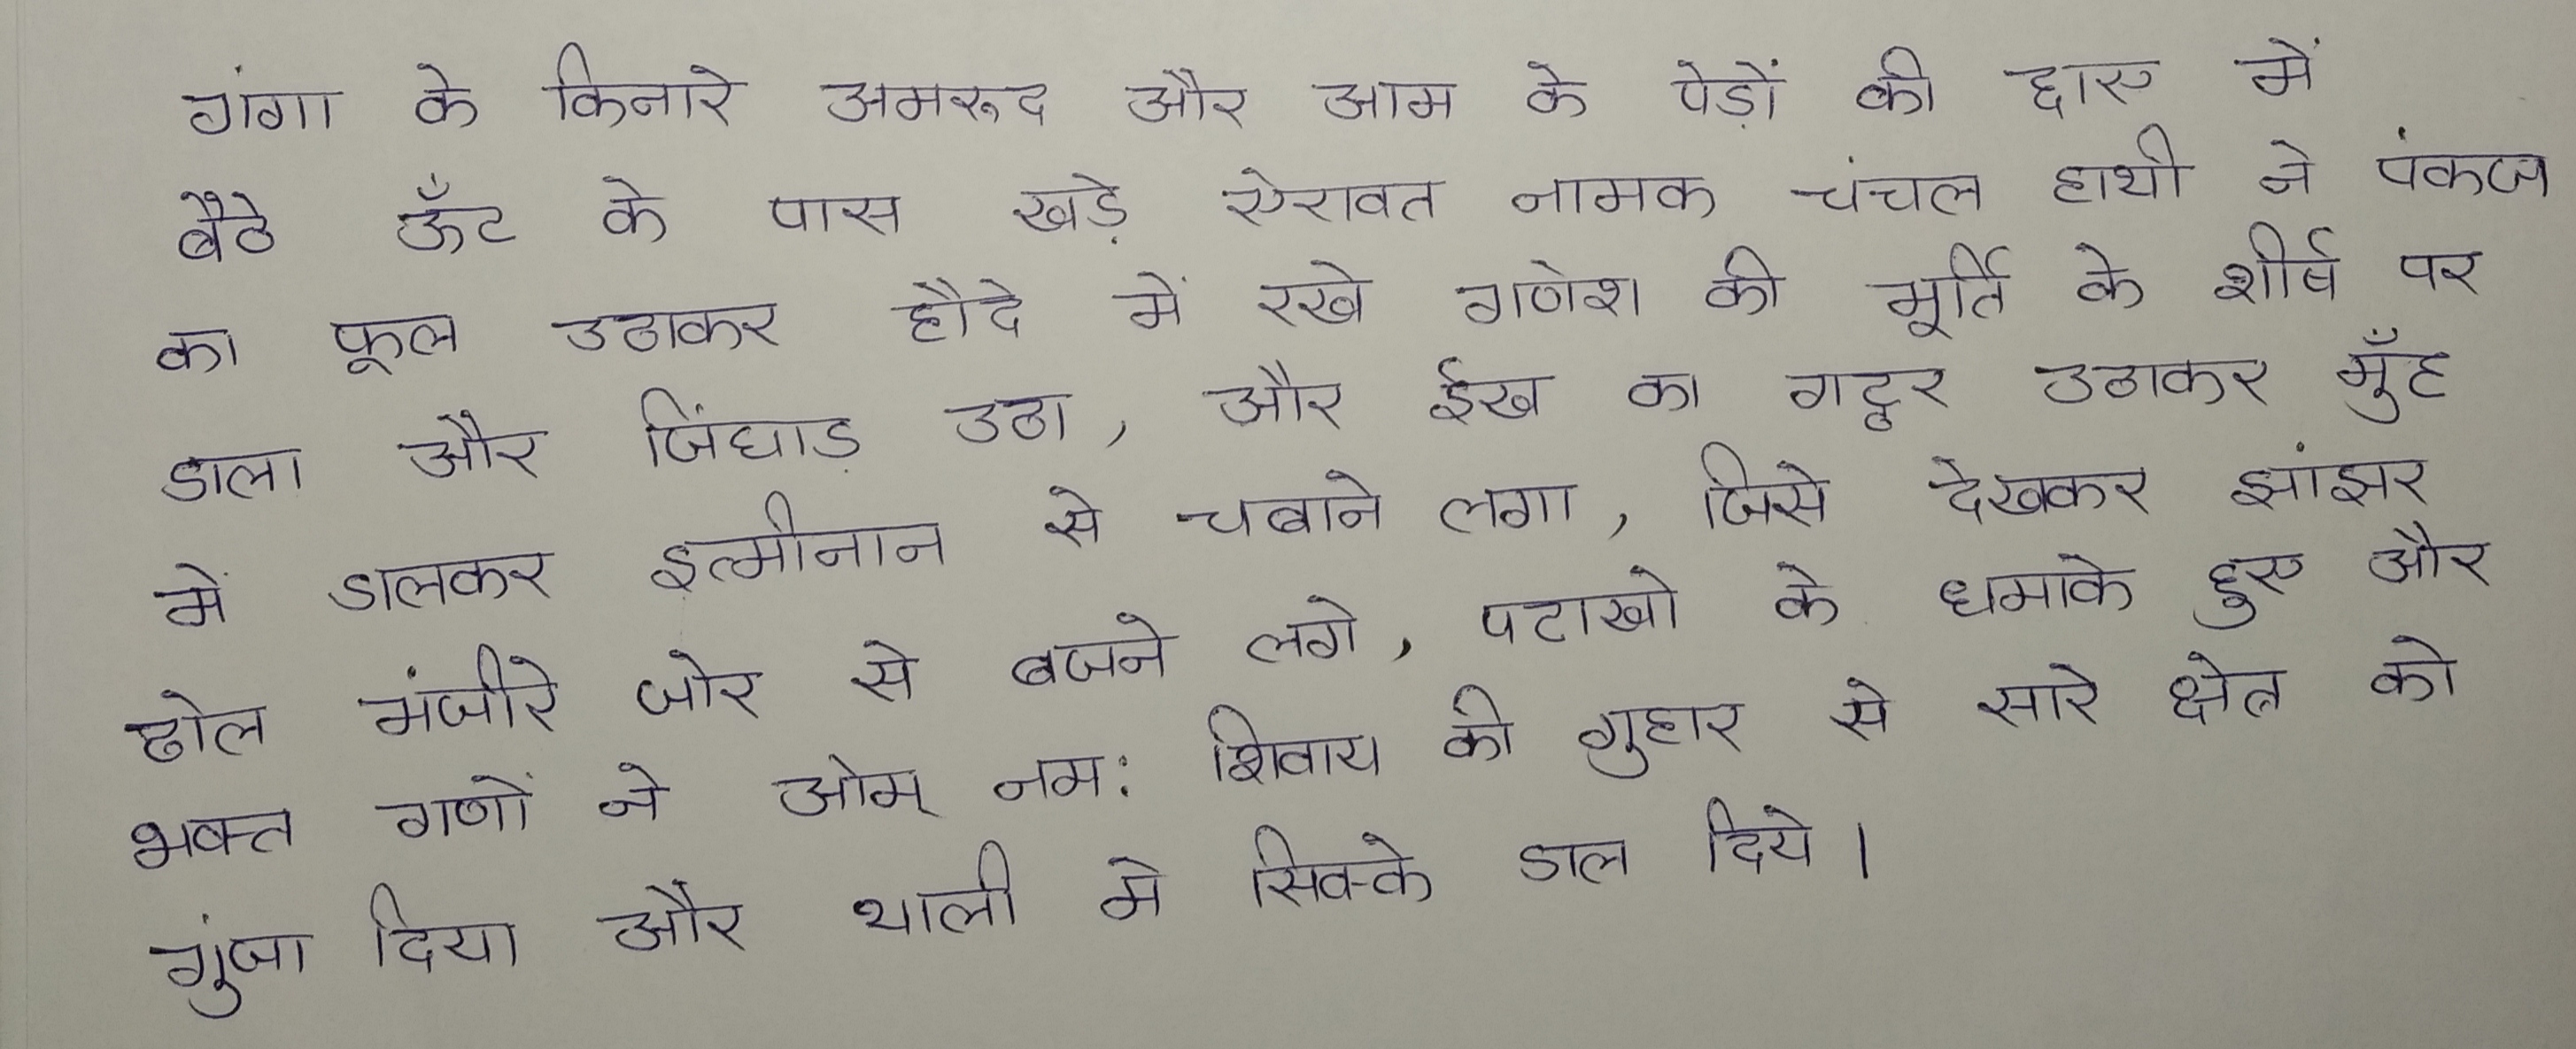 गंगा के किनारे अमरूद और आम के पेड़ों की छाए में
बैठे ऊँट के पास खड़े ऐरावत नामक चंचल हाथी ने पंकज
का फूल उठाकर हौदे में रखे गणेश की मूर्ति के शीर्ष पर
डाला और जिंघाड़ उठा, और ईख का गट्ठर उठाकर मुँह
में डालकर इत्मीनान से चबाने लगा, जिसे देखकर झांझर
ढोल मंजीरे जोर से बजने लगे, पटाखो के धमाके हुए और
भक्त गणों ने ओम् नम: शिवाय की गुहार से सारे क्षेत्र को
गुंजा दिया और थाली मे सिक्के डाल दिये।